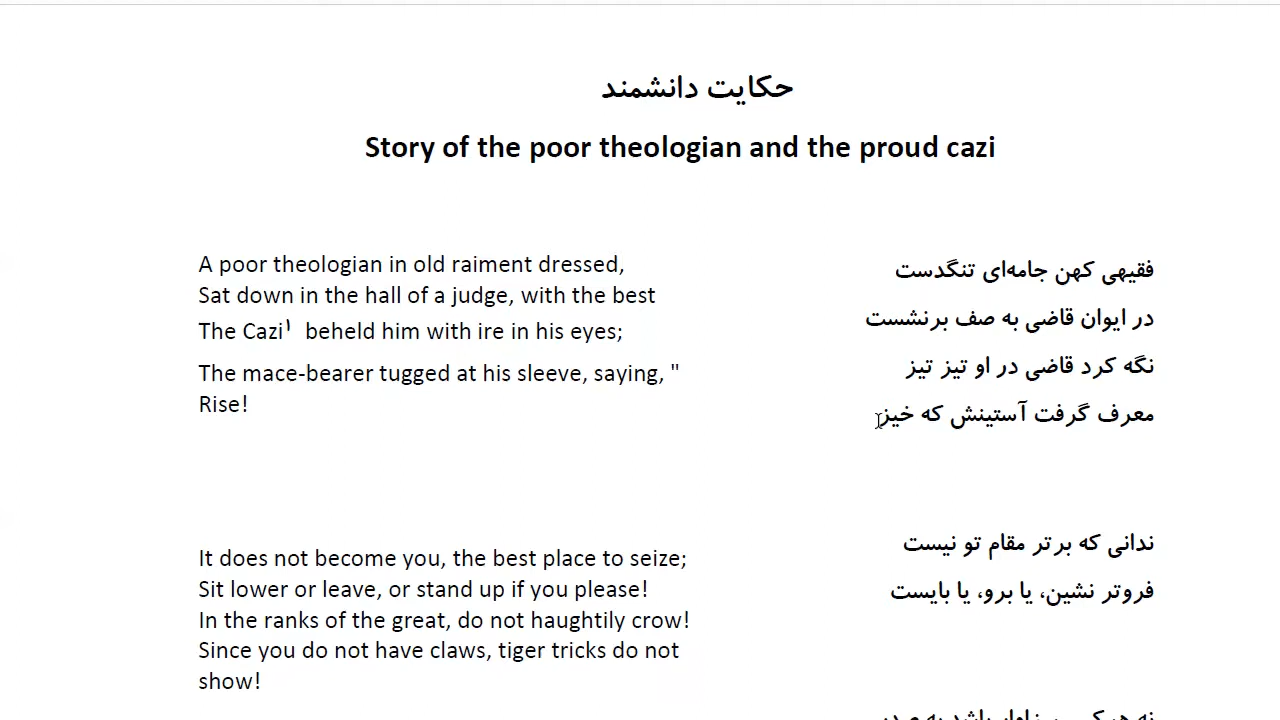 حکایت دانشمند
Story of the poor theologian and the proud cazi
A poor theologian in old raiment dressed,
Sat down in the hall of a judge, with the best
The Cazi۱ beheld him with ire in his eyes;
The mace-bearer tugged at his sleeve, saying, "
Rise!
فقیهی کهن جامه‌ای تنگدست
در ایوان قاضی به صف برنشست
نگه کرد قاضی در او تیز تیز
معرف گرفت آستینش که خیز
It does not become you, the best place to seize;
Sit lower or leave, or stand up if you please!
In the ranks of the great, do not haughtily crow!
Since you do not have claws, tiger tricks do not
show!
ندانی که برتر مقام تو نیست
فروتر نشین، یا برو، یا بایست